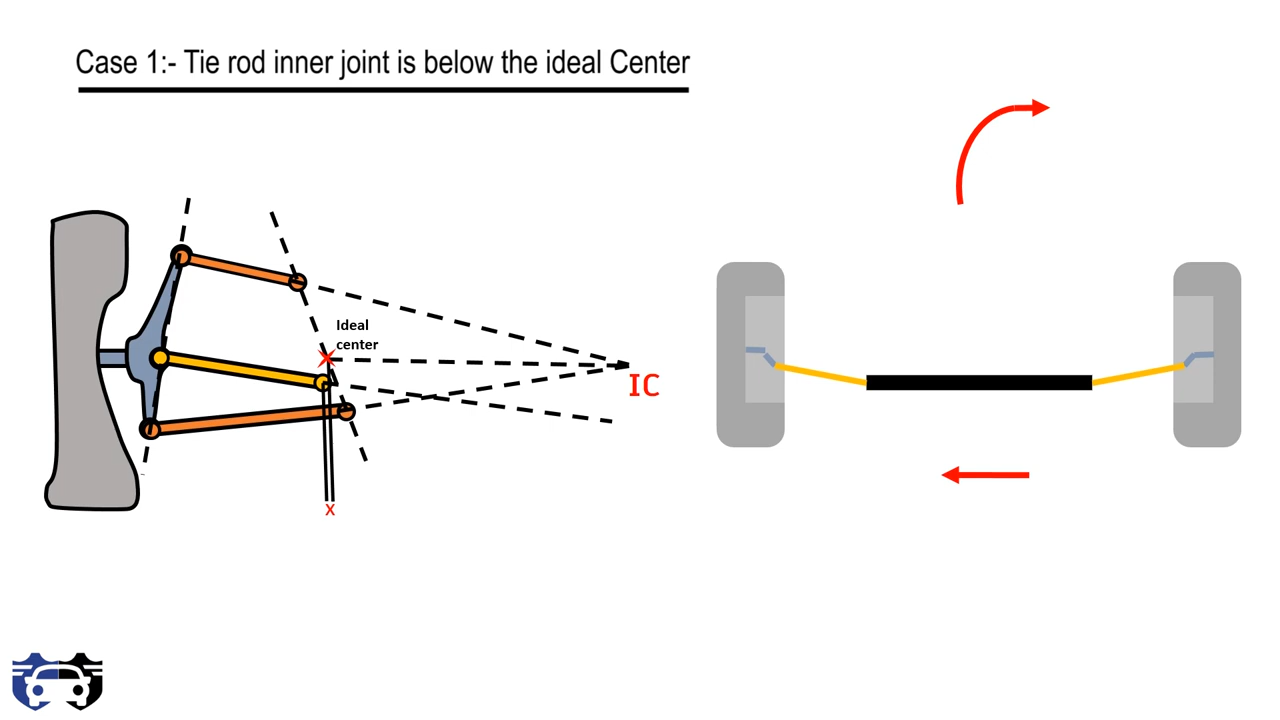 Case 1:- Tie rod inner joint is below the ideal Center
Ideal
center
IC
x